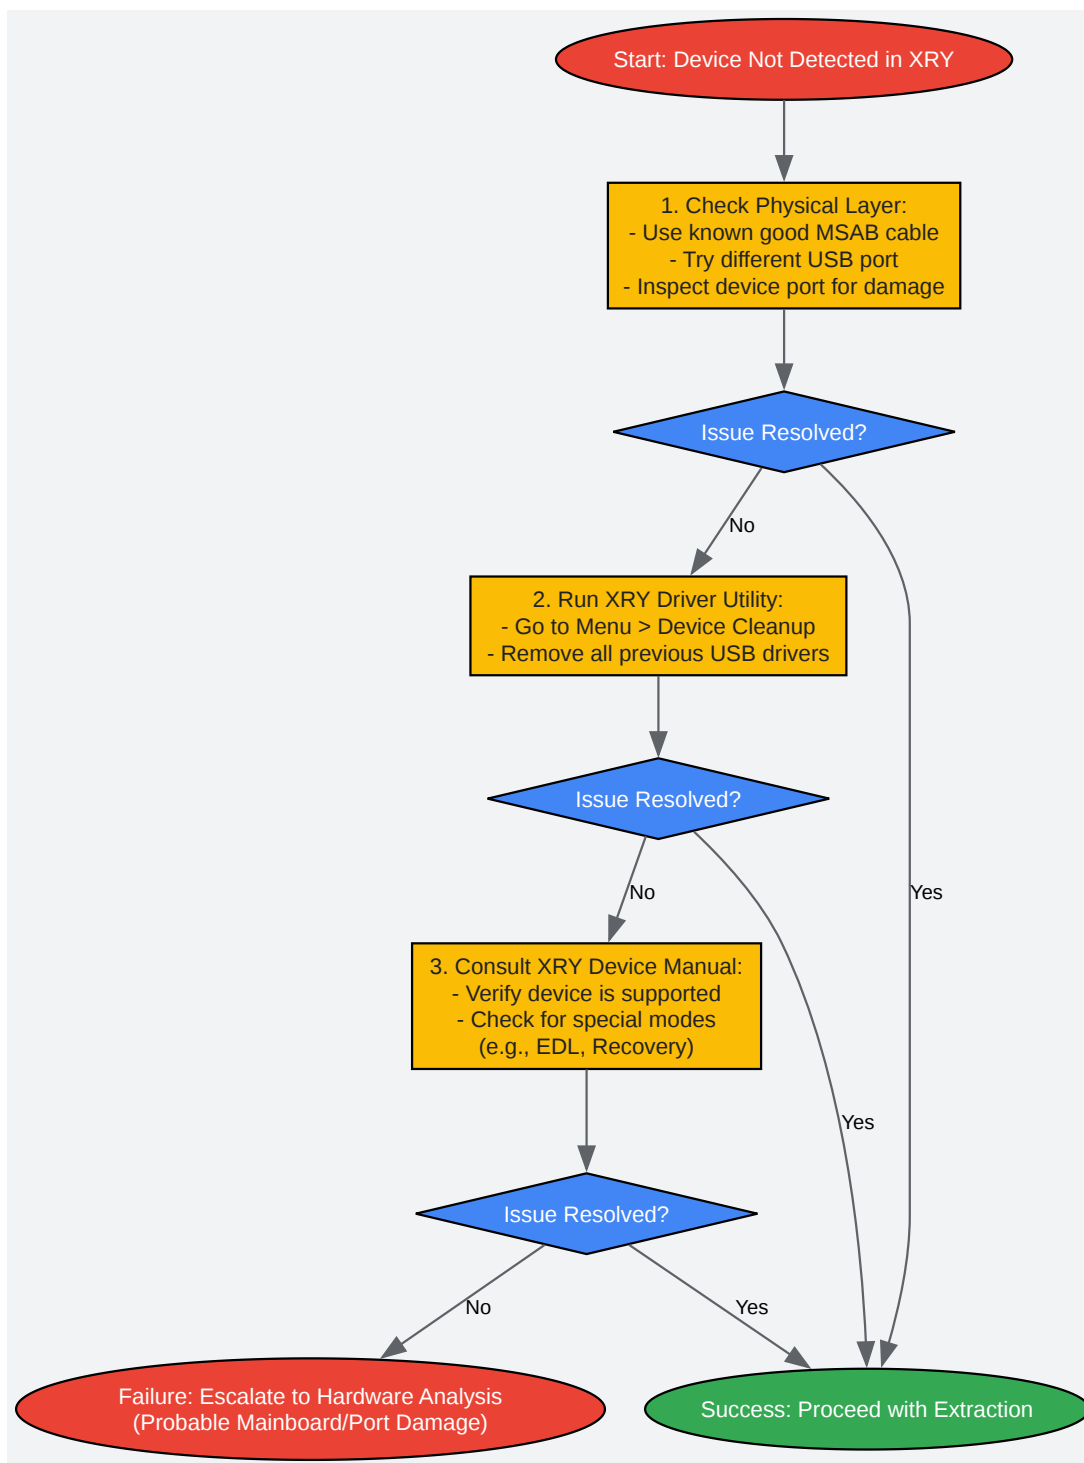 Start: Device Not Detected in XRY
1. Check Physical Layer:
- Use known good MSAB cable
- Try different USB port
- Inspect device port for damage
Issue Resolved?
No
2. Run XRY Driver Utility:
- Go to Menu > Device Cleanup
- Remove all previous USB drivers
Issue Resolved?
No
Yes
3. Consult XRY Device Manual:
- Verify device is supported
- Check for special modes
(e.g., EDL, Recovery)
Yes
Issue Resolved?
No
Yes
Failure: Escalate to Hardware Analysis
(Probable Mainboard/Port Damage)
Success: Proceed with Extraction